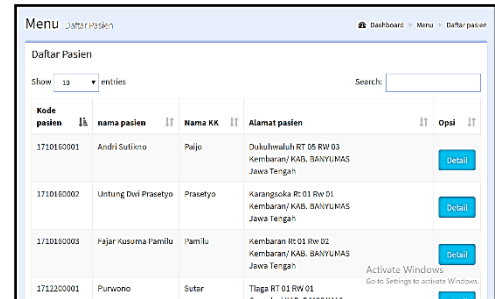 Menu Daftar Pasien
Dashboard > Menu > Daftar pasien
Daftar Pasien
Show 10 entries
Search:
Kode pasien nama pasien Nama KK Alamat pasien Opsi
1710160001 Andri Sutikno Paijo Dukuhwaluh RT 05 RW 03
Kembaran/ KAB. BANYUMAS
Jawa Tengah
Detail
1710160002 Untung Dwi Prasetyo Prasetyo Karangsoka Rt 01 Rw 01
Kembaran/ KAB. BANYUMAS
Jawa Tengah
Detail
1710160003 Fajar Kusuma Pamilu Pamilu Kembaran Rt 01 Rw 02
Kembaran/ KAB. BANYUMAS
Jawa Tengah
Detail
Activate Windows
Go to Settings to activate Windows.
1712200001 Purwono Sutar Tlaga RT 01 RW 01